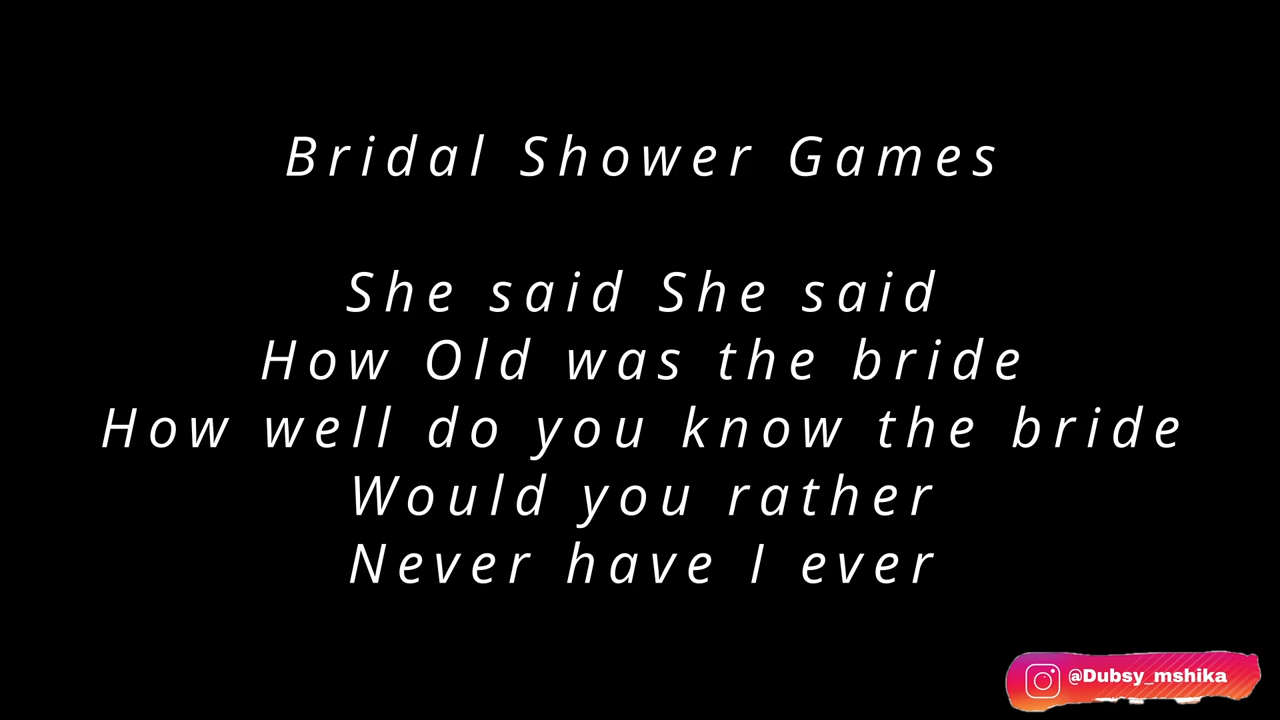 Bridal Shower Games
She said She said
How Old was the bride
How well do you know the bride
Would you rather
Never have I ever
@Dubsy_mshika